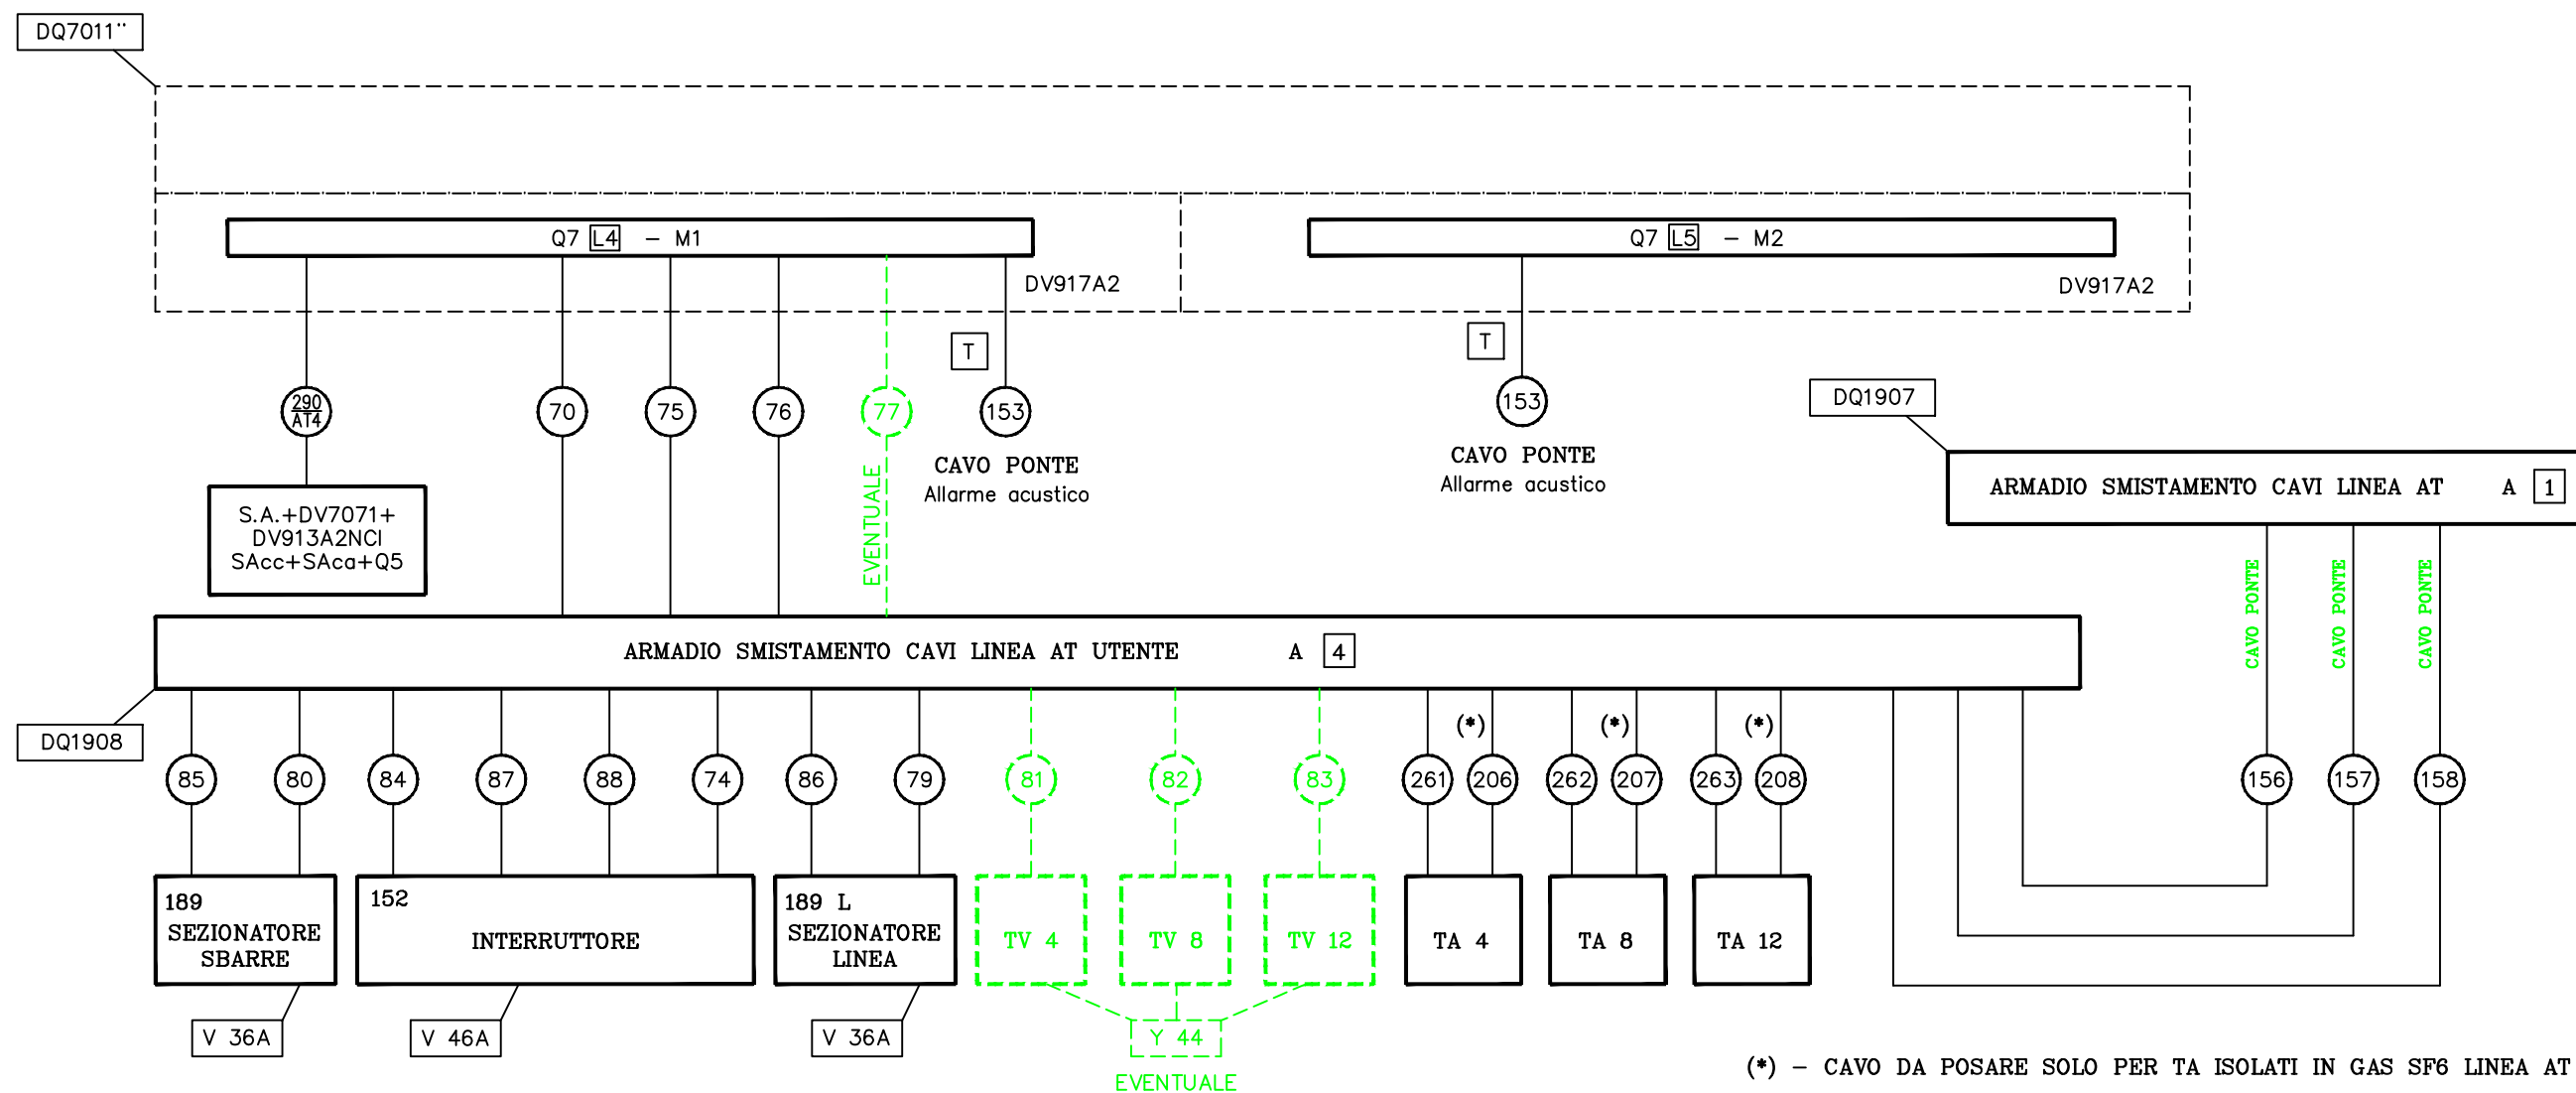 DQ7011¨
Q7 L4 - M1
Q7 L5 - M2
DV917A2
DV917A2
T
T
290
AT4
70
75
76
77
153
153
DQ1907
CAVO PONTE
Allarme acustico
CAVO PONTE
Allarme acustico
EVENTUALE
ARMADIO SMISTAMENTO CAVI LINEA AT A 1
S.A.+DV7071+
DV913A2NCI
SAcc+SAca+Q5
CAVO PONTE
CAVO PONTE
CAVO PONTE
ARMADIO SMISTAMENTO CAVI LINEA AT UTENTE A 4
DQ1908
(*)
(*)
(*)
85
80
84
87
88
74
86
79
81
82
83
261
206
262
207
263
208
156
157
158
189
SEZIONATORE
SBARRE
152
INTERRUTTORE
189 L
SEZIONATORE
LINEA
TV 4
TV 8
TV 12
TA 4
TA 8
TA 12
V 36A
V 46A
V 36A
Y 44
EVENTUALE
(*) - CAVO DA POSARE SOLO PER TA ISOLATI IN GAS SF6 LINEA AT